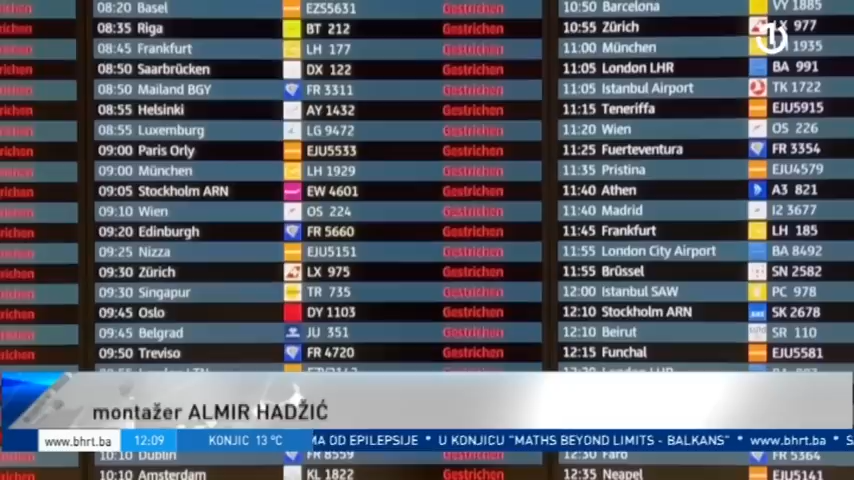 08:20 Basel EZS5631 Gestrichen
08:35 Riga BT 212 Gestrichen
08:45 Frankfurt LH 177 Gestrichen
08:50 Saarbrücken DX 122 Gestrichen
08:50 Mailand BGY FR 3311 Gestrichen
08:55 Helsinki AY 1432 Gestrichen
08:55 Luxemburg LG 9472 Gestrichen
09:00 Paris Orly EJU5533 Gestrichen
09:00 München LH 1929 Gestrichen
09:05 Stockholm ARN EW 4601 Gestrichen
09:10 Wien OS 224 Gestrichen
09:20 Edinburgh FR 5660 Gestrichen
09:25 Nizza EJU5151 Gestrichen
09:30 Zürich LX 975 Gestrichen
09:30 Singapur TR 735 Gestrichen
09:45 Oslo DY 1103 Gestrichen
09:45 Belgrad JU 351 Gestrichen
09:50 Treviso FR 4720 Gestrichen
10:10 Dublin FR 8559 Gestrichen
10:10 Amsterdam KL 1822 Gestrichen
10:50 Barcelona VY 1885
10:55 Zürich LX 977
11:00 München 1935
11:05 London LHR BA 991
11:05 Istanbul Airport TK 1722
11:15 Teneriffa EJU5915
11:20 Wien OS 226
11:25 Fuerteventura FR 3354
11:35 Pristina EJU4579
11:40 Athen A3 821
11:40 Madrid I2 3677
11:45 Frankfurt LH 185
11:55 London City Airport BA 8492
11:55 Brüssel SN 2582
12:00 Istanbul SAW PC 978
12:10 Stockholm ARN SK 2678
12:10 Beirut SR 110
12:15 Funchal EJU5581
12:30 Faro FR 5364
12:35 Neapel EJU5141
montažer ALMIR HADŽIĆ
www.bhrt.ba 12:09 KONJIC 13 °C MA OD EPILEPSIJE * U KONJICU "MATHS BEYOND LIMITS - BALKANS" * www.bhrt.ba * S